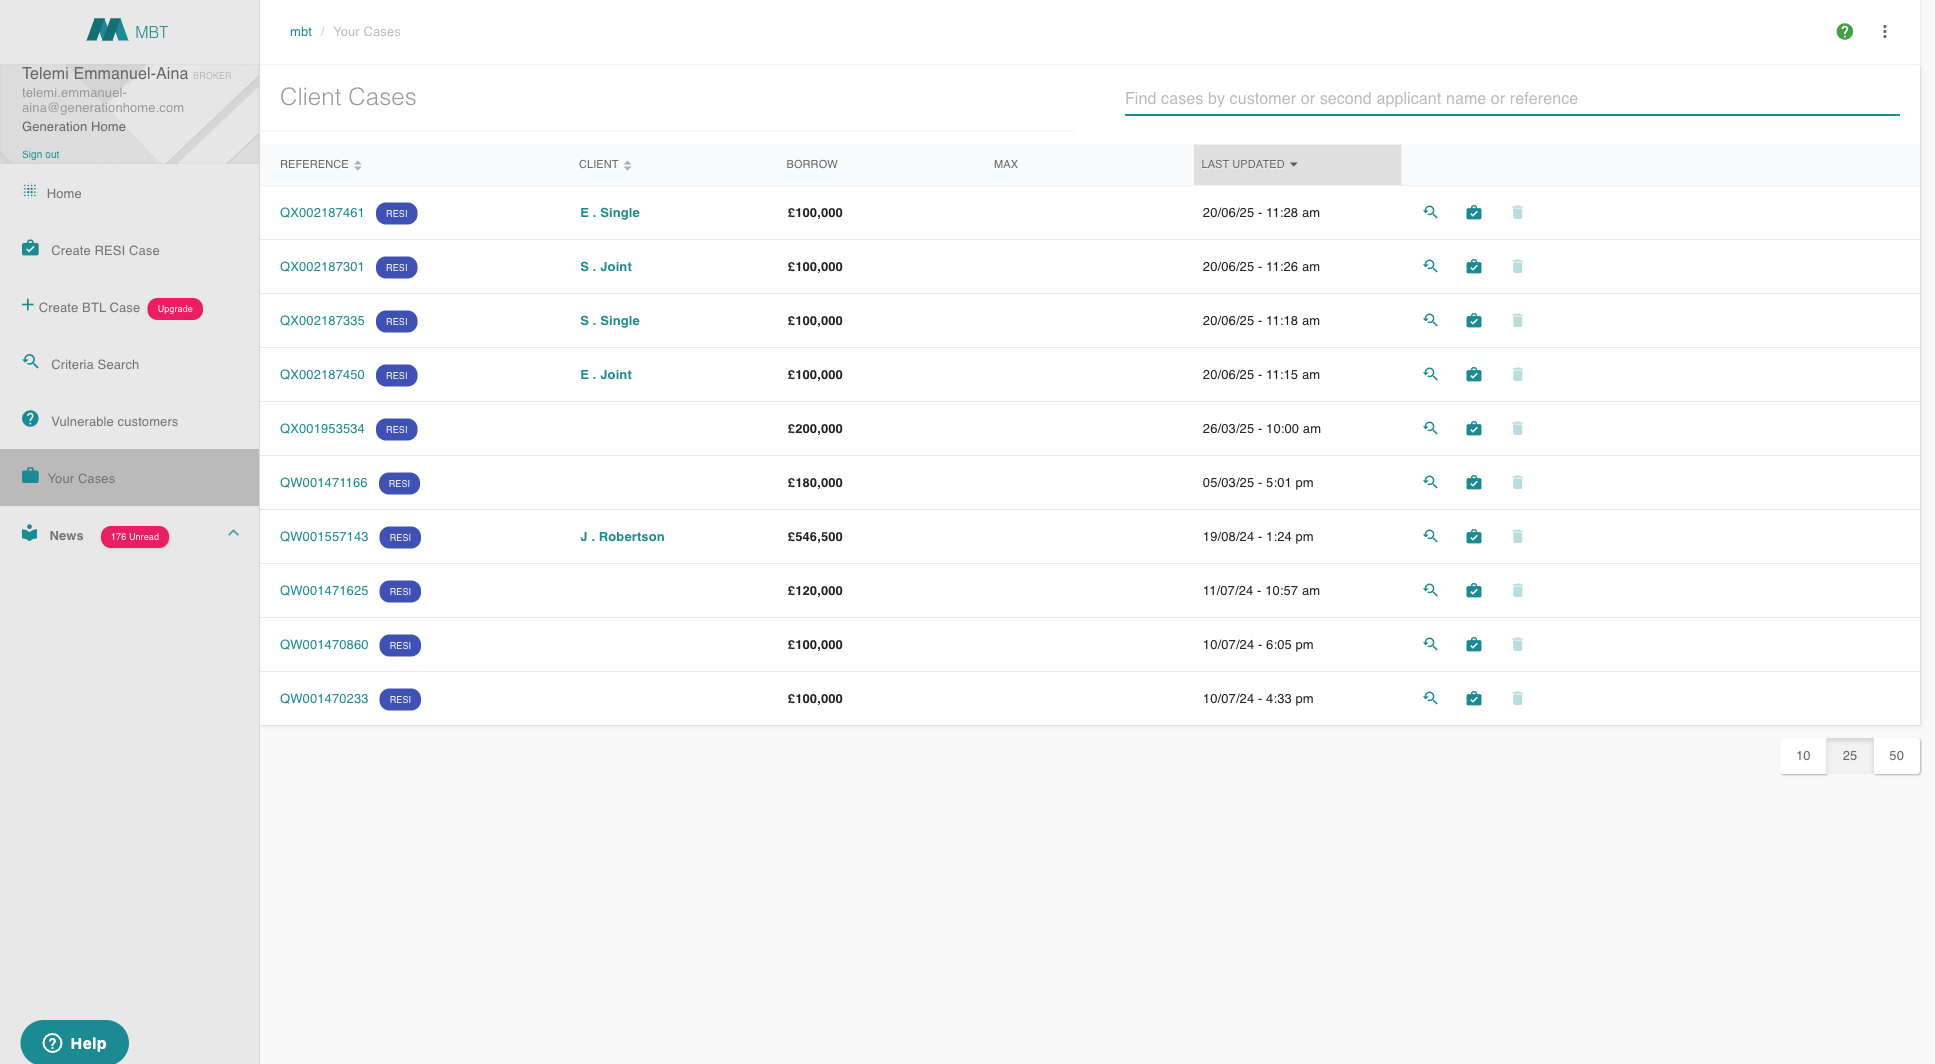 MBT
Telemi Emmanuel-Aina BROKER
telemi.emmanuel-
aina@generationhome.com
Generation Home
Sign out
Home
Create RESI Case
Create BTL Case Upgrade
Criteria Search
Vulnerable customers
Your Cases
News 176 Unread
Help
mbt / Your Cases
Client Cases
Find cases by customer or second applicant name or reference
REFERENCE CLIENT BORROW MAX LAST UPDATED
QX002187461 RESI E . Single £100,000 20/06/25 - 11:28 am
QX002187301 RESI S . Joint £100,000 20/06/25 - 11:26 am
QX002187335 RESI S . Single £100,000 20/06/25 - 11:18 am
QX002187450 RESI E . Joint £100,000 20/06/25 - 11:15 am
QX001953534 RESI £200,000 26/03/25 - 10:00 am
QW001471166 RESI £180,000 05/03/25 - 5:01 pm
QW001557143 RESI J . Robertson £546,500 19/08/24 - 1:24 pm
QW001471625 RESI £120,000 11/07/24 - 10:57 am
QW001470860 RESI £100,000 10/07/24 - 6:05 pm
QW001470233 RESI £100,000 10/07/24 - 4:33 pm
10 25 50